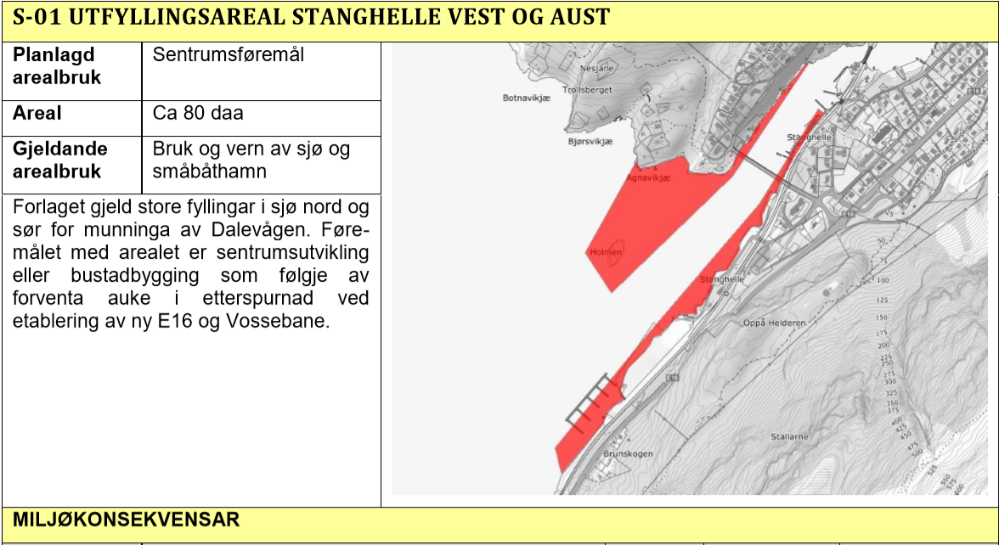 S-01 UTFYLLINGSAREAL STANGHELLE VEST OG AUST
Planlagd
arealbruk
Sentrumsføremål
Areal
Ca 80 daa
Gjeldande
arealbruk
Bruk og vern av sjø og
småbåthamn
Forlaget gjeld store fyllingar i sjø nord og
sør for munninga av Dalevågen. Føre-
målet med arealet er sentrumsutvikling
eller bustadbygging som følgje av
forventa auke i etterspurnad ved
etablering av ny E16 og Vossebane.
Nesjane
Trollsberget
Botnavikjæ
Bjørsvikjæ
Agnavikjæ
Holmen
Stanghelle
E16
E16
Stanghelle
Oppå Helderen
E16
Stallarne
Brunskogen
25
50
75
100
125
150
175
200
225
250
275
300
325
350
375
400
425
450
475
500
525
550
575
600
MILJØKONSEKVENSAR